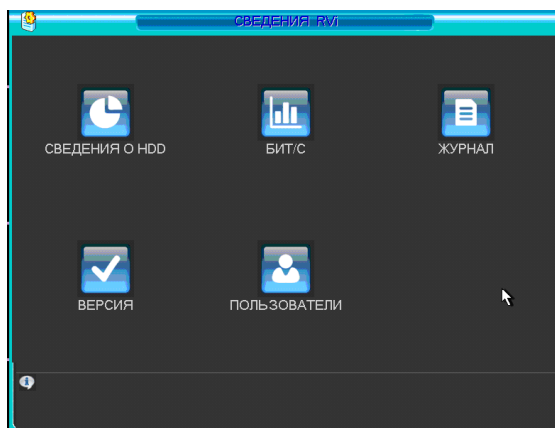 СВЕДЕНИЯ RVi
СВЕДЕНИЯ О HDD
БИТ/С
ЖУРНАЛ
ВЕРСИЯ
ПОЛЬЗОВАТЕЛИ